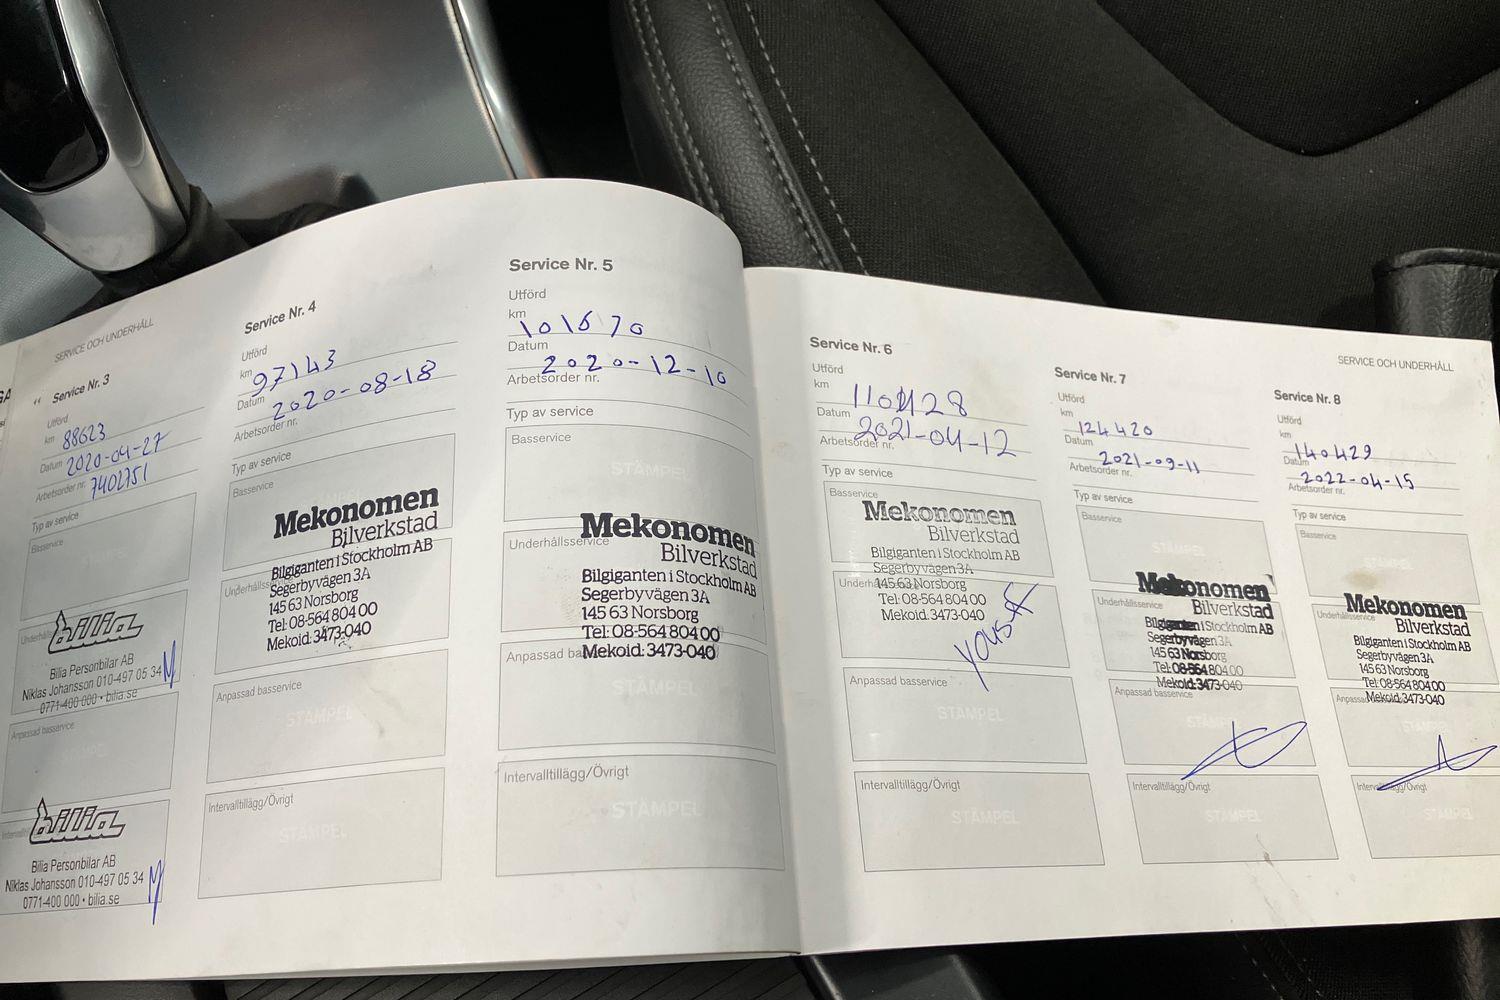 SERVICE OCH UNDERHÅLL
Service Nr. 3
Utförd
km 88623
Datum 2020-04-27
Arbetsorder nr. 7402751
Typ av service
Basservice
STÄMPEL
bilia
Bilia Personbilar AB
Niklas Johansson 010-497 05 34
0771-400 000 • bilia.se
Anpassad basservice
STÄMPEL
bilia
Bilia Personbilar AB
Niklas Johansson 010-497 05 34
0771-400 000 • bilia.se
Service Nr. 4
Utförd
km 97143
Datum 2020-08-18
Arbetsorder nr.
Typ av service
Basservice
STÄMPEL
Mekonomen
Bilverkstad
Bilgiganten i Stockholm AB
Segerbyvägen 3A
145 63 Norsborg
Tel: 08-564 804 00
Mekoid: 3473-040
Anpassad basservice
STÄMPEL
Intervalltillägg/Övrigt
STÄMPEL
Service Nr. 5
Utförd
km 101670
Datum 2020-12-10
Arbetsorder nr.
Typ av service
Basservice
STÄMPEL
Underhållsservice
Mekonomen
Bilverkstad
Bilgiganten i Stockholm AB
Segerbyvägen 3A
145 63 Norsborg
Tel: 08-564 804 00
Mekoid: 3473-040
Anpassad
STÄMPEL
Intervalltillägg/Övrigt
STÄMPEL
SERVICE OCH UNDERHÅLL
Service Nr. 6
Utförd
km
Datum 2021-04-12
Arbetsorder nr.
Typ av service
Basservice
Mekonomen
Bilverkstad
Bilgiganten i Stockholm AB
Segerbyvägen 3A
145 63 Norsborg
Tel: 08-564 804 00
Mekoid: 3473-040
Anpassad basservice
STÄMPEL
Intervalltillägg/Övrigt
STÄMPEL
Service Nr. 7
Utförd
km 124420
Datum 2021-09-11
Arbetsorder nr.
Typ av service
Basservice
STÄMPEL
Underhållsservice
Mekonomen
Bilverkstad
Bilgiganten i Stockholm AB
Segerbyvägen 3A
145 63 Norsborg
Tel: 08-564 804 00
Mekoid: 3473-040
Anpassad basservice
STÄMPEL
Intervalltillägg/Övrigt
STÄMPEL
Service Nr. 8
Utförd
km 140429
Datum 2022-04-15
Arbetsorder nr.
Typ av service
Basservice
STÄMPEL
Mekonomen
Bilverkstad
Bilgiganten i Stockholm AB
Segerbyvägen 3A
145 63 Norsborg
Tel: 08-564 804 00
Mekoid: 3473-040
STÄMPEL
STÄMPEL